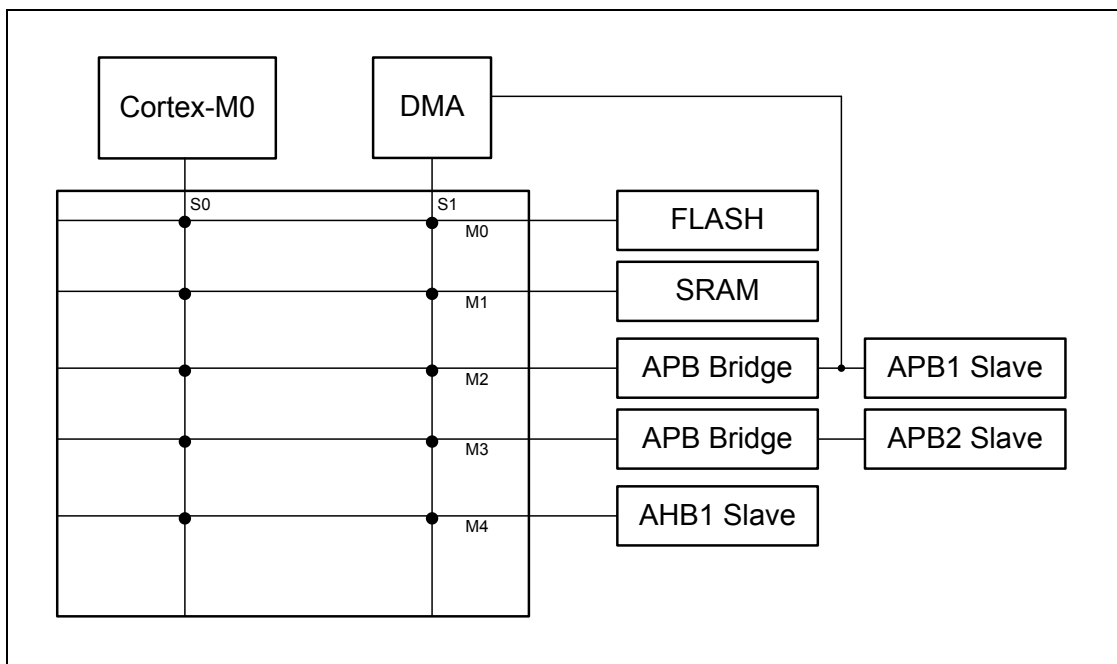 Cortex-M0
DMA
S0
S1
M0
FLASH
M1
SRAM
M2
APB Bridge
APB1 Slave
M3
APB Bridge
APB2 Slave
M4
AHB1 Slave